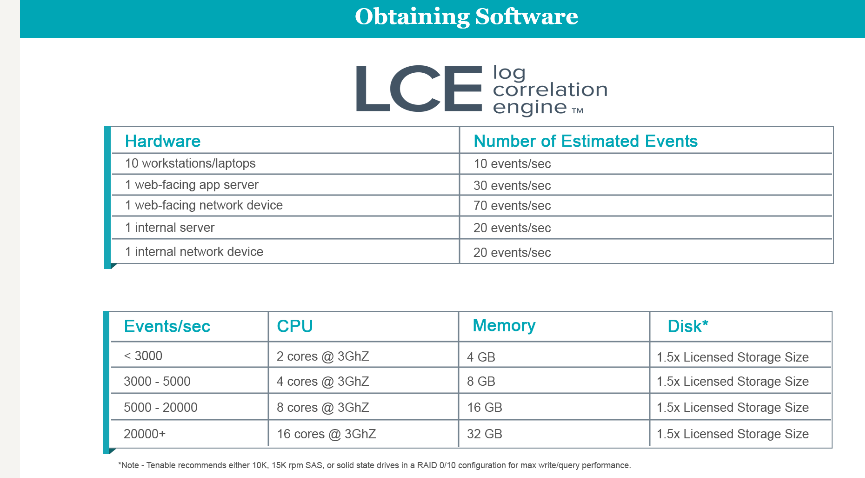 Obtaining Software
LCE log
correlation
engine ™
Hardware Number of Estimated Events
10 workstations/laptops 10 events/sec
1 web-facing app server 30 events/sec
1 web-facing network device 70 events/sec
1 internal server 20 events/sec
1 internal network device 20 events/sec
Events/sec CPU Memory Disk*
< 3000 2 cores @ 3GhZ 4 GB 1.5x Licensed Storage Size
3000 - 5000 4 cores @ 3GhZ 8 GB 1.5x Licensed Storage Size
5000 - 20000 8 cores @ 3GhZ 16 GB 1.5x Licensed Storage Size
20000+ 16 cores @ 3GhZ 32 GB 1.5x Licensed Storage Size
*Note - Tenable recommends either 10K, 15K rpm SAS, or solid state drives in a RAID 0/10 configuration for max write/query performance.